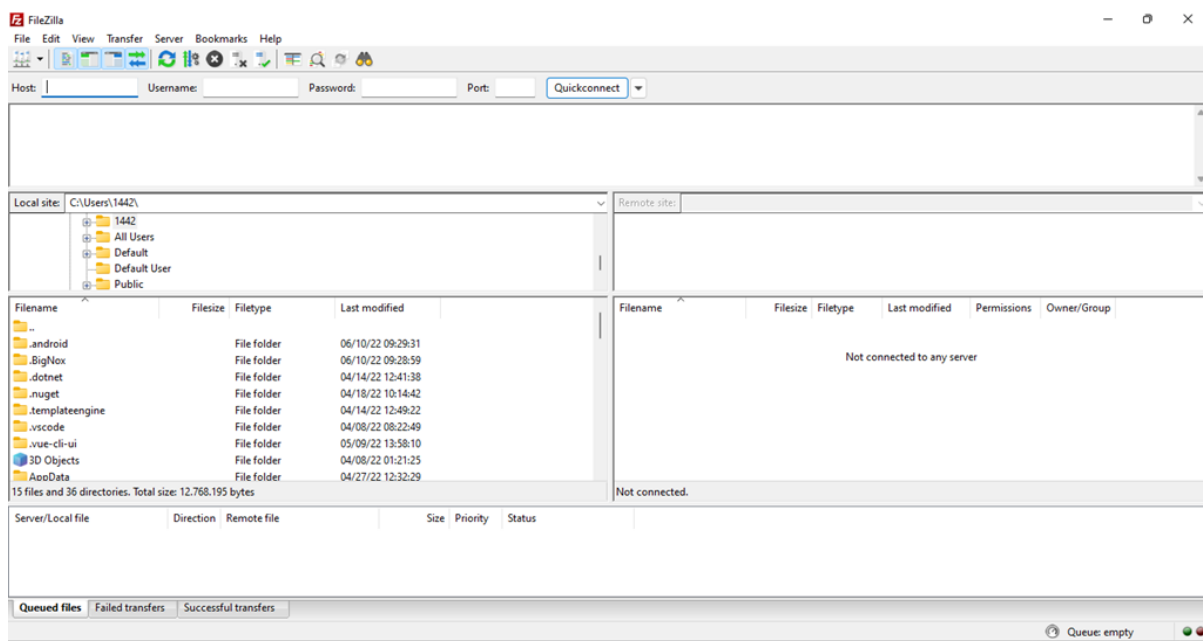 FileZilla
File Edit View Transfer Server Bookmarks Help
Host: Username: Password: Port: Quickconnect
Local site: C:\Users\1442\
Remote site:
1442
All Users
Default
Default User
Public
Filename Filesize Filetype Last modified
..
.android File folder 06/10/22 09:29:31
.BigNox File folder 06/10/22 09:28:59
.dotnet File folder 04/14/22 12:41:38
.nuget File folder 04/18/22 10:14:42
.templateengine File folder 04/14/22 12:49:22
.vscode File folder 04/08/22 08:22:49
.vue-cli-ui File folder 05/09/22 13:58:10
3D Objects File folder 04/08/22 01:21:25
AppData File folder 04/27/22 12:32:29
15 files and 36 directories. Total size: 12.768.195 bytes
Filename Filesize Filetype Last modified Permissions Owner/Group
Not connected to any server
Not connected.
Server/Local file Direction Remote file Size Priority Status
Queued files Failed transfers Successful transfers
Queue: empty